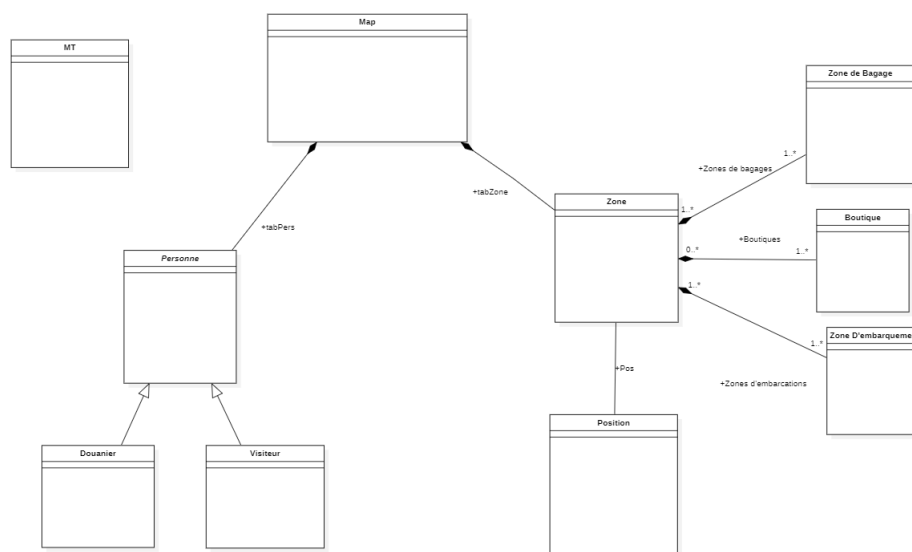 Map
MT
Zone de Bagage
1..*
+Zones de bagages
+tabZone
Zone
1..*
Boutique
+tabPers
+Boutiques
0..*
1..*
Personne
1..*
Zone D'embarqueme
1..*
+Pos
+Zones d'embarcations
Position
Douanier
Visiteur